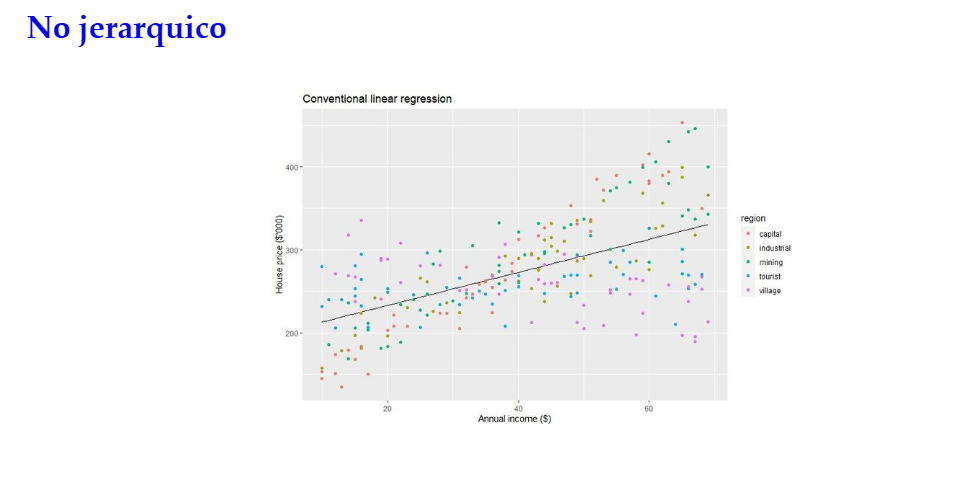 No jerarquico
Conventional linear regression
House price ($'000)
400
300
200
20
40
60
Annual income ($)
region
capital
industrial
mining
tourist
village